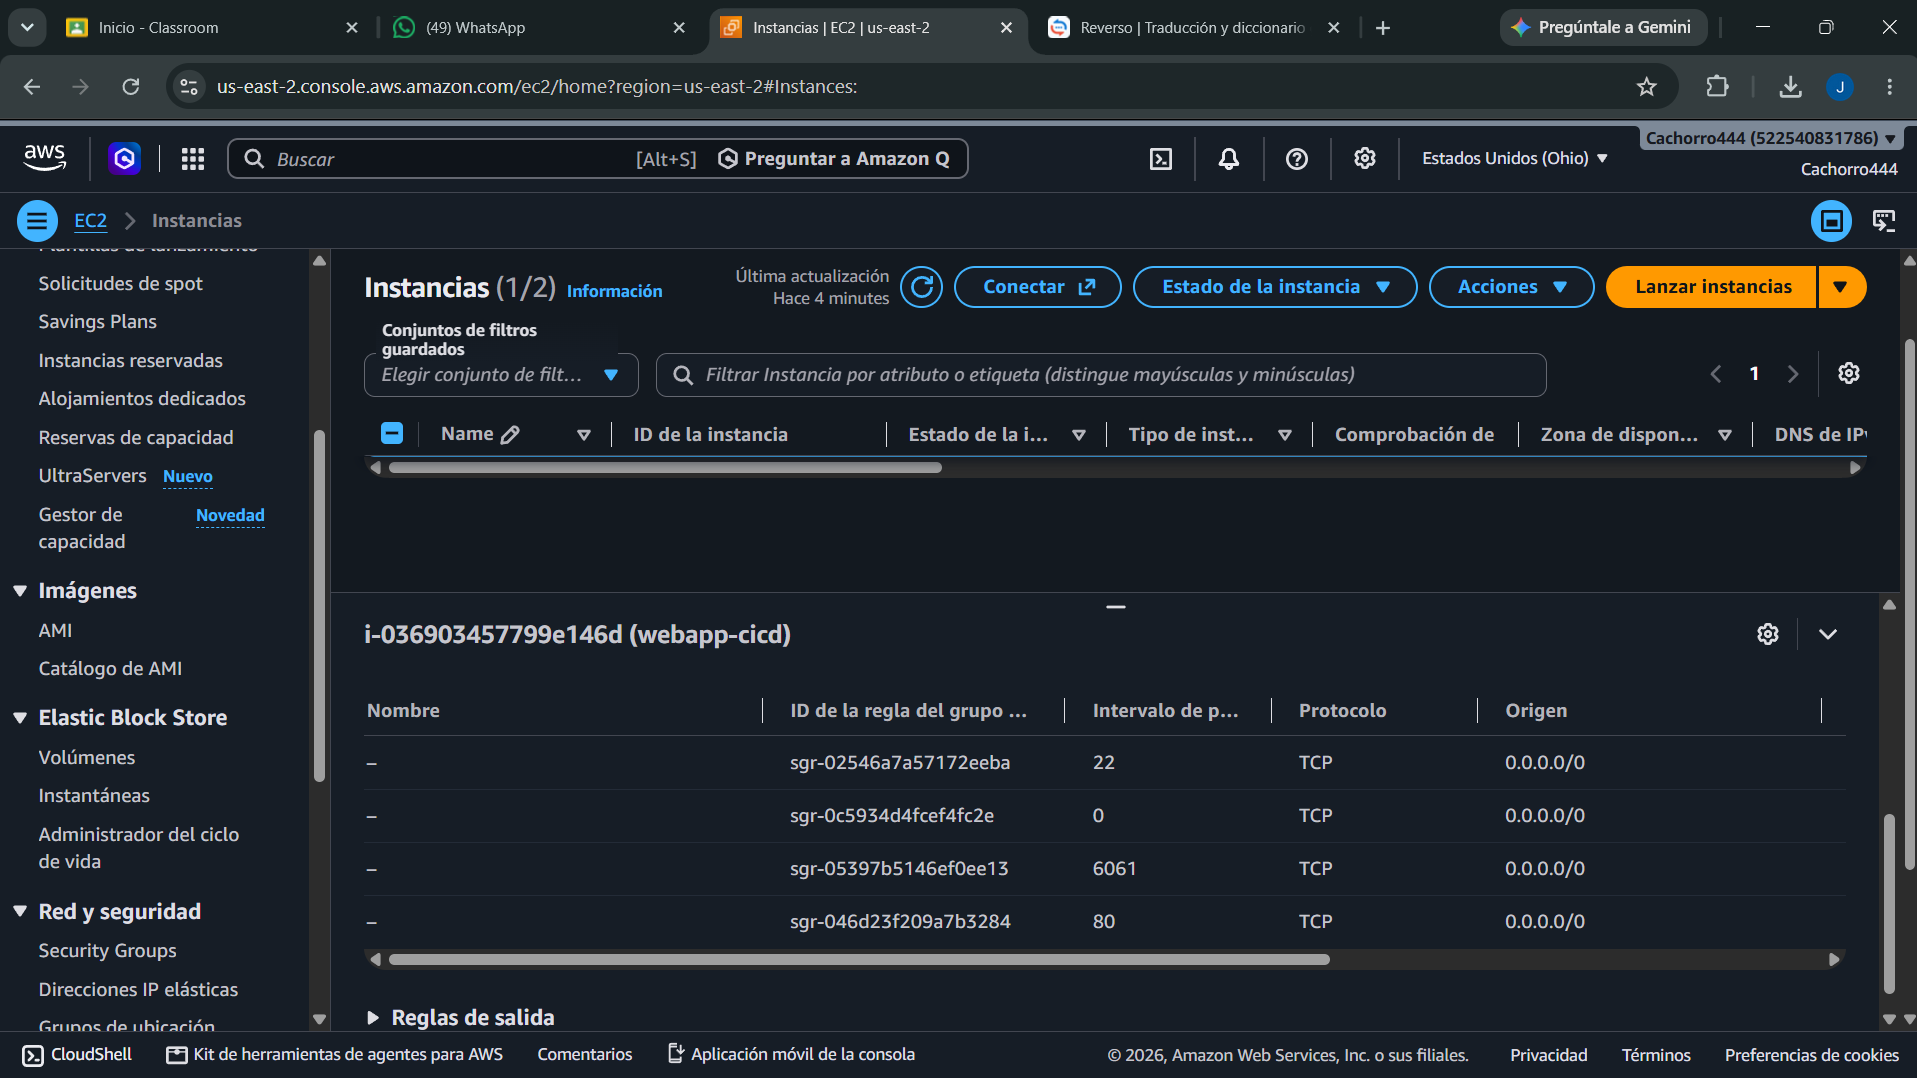 Inicio - Classroom
(49) WhatsApp
Instancias | EC2 | us-east-2
Reverso | Traducción y diccionario
Pregúntale a Gemini
us-east-2.console.aws.amazon.com/ec2/home?region=us-east-2#Instances:
J
aws
Buscar
[Alt+S]
Preguntar a Amazon Q
Estados Unidos (Ohio)
Cachorro444 (522540831786)
Cachorro444
EC2
Instancias
Plantillas de lanzamiento
Solicitudes de spot
Savings Plans
Instancias reservadas
Alojamientos dedicados
Reservas de capacidad
UltraServers Nuevo
Gestor de capacidad Novedad
Imágenes
AMI
Catálogo de AMI
Elastic Block Store
Volúmenes
Instantáneas
Administrador del ciclo
de vida
Red y seguridad
Security Groups
Direcciones IP elásticas
Grupos de ubicación
Instancias (1/2) Información
Última actualización
Hace 4 minutes
Conectar
Estado de la instancia
Acciones
Lanzar instancias
Conjuntos de filtros
guardados
Elegir conjunto de filt...
Filtrar Instancia por atributo o etiqueta (distingue mayúsculas y minúsculas)
1
Name
ID de la instancia
Estado de la i...
Tipo de inst...
Comprobación de
Zona de dispon...
DNS de IPv
i-036903457799e146d (webapp-cicd)
Nombre
ID de la regla del grupo ...
Intervalo de p...
Protocolo
Origen
– sgr-02546a7a57172eeba 22 TCP 0.0.0.0/0
– sgr-0c5934d4fcef4fc2e 0 TCP 0.0.0.0/0
– sgr-05397b5146ef0ee13 6061 TCP 0.0.0.0/0
– sgr-046d23f209a7b3284 80 TCP 0.0.0.0/0
Reglas de salida
CloudShell
Kit de herramientas de agentes para AWS
Comentarios
Aplicación móvil de la consola
© 2026, Amazon Web Services, Inc. o sus filiales.
Privacidad
Términos
Preferencias de cookies